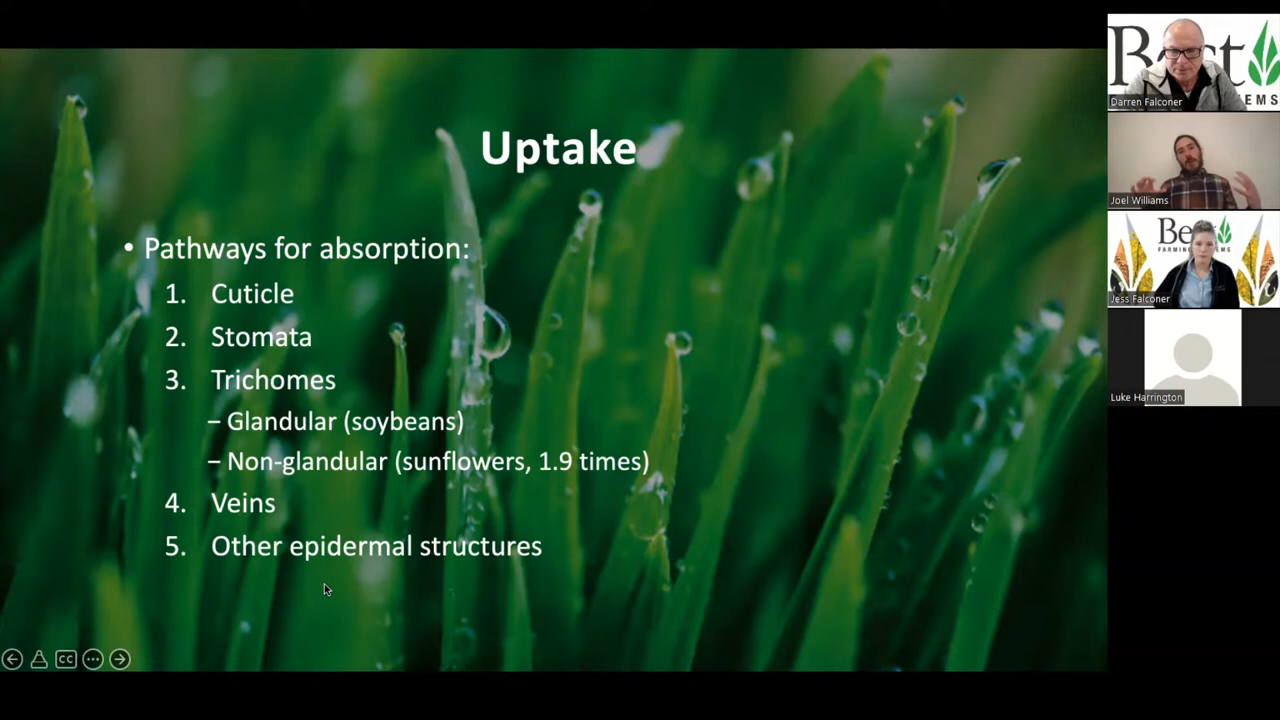 Uptake
• Pathways for absorption:
1. Cuticle
2. Stomata
3. Trichomes
– Glandular (soybeans)
– Non-glandular (sunflowers, 1.9 times)
4. Veins
5. Other epidermal structures
CC
Darren Falconer
Joel Williams
Jess Falconer
Luke Harrington